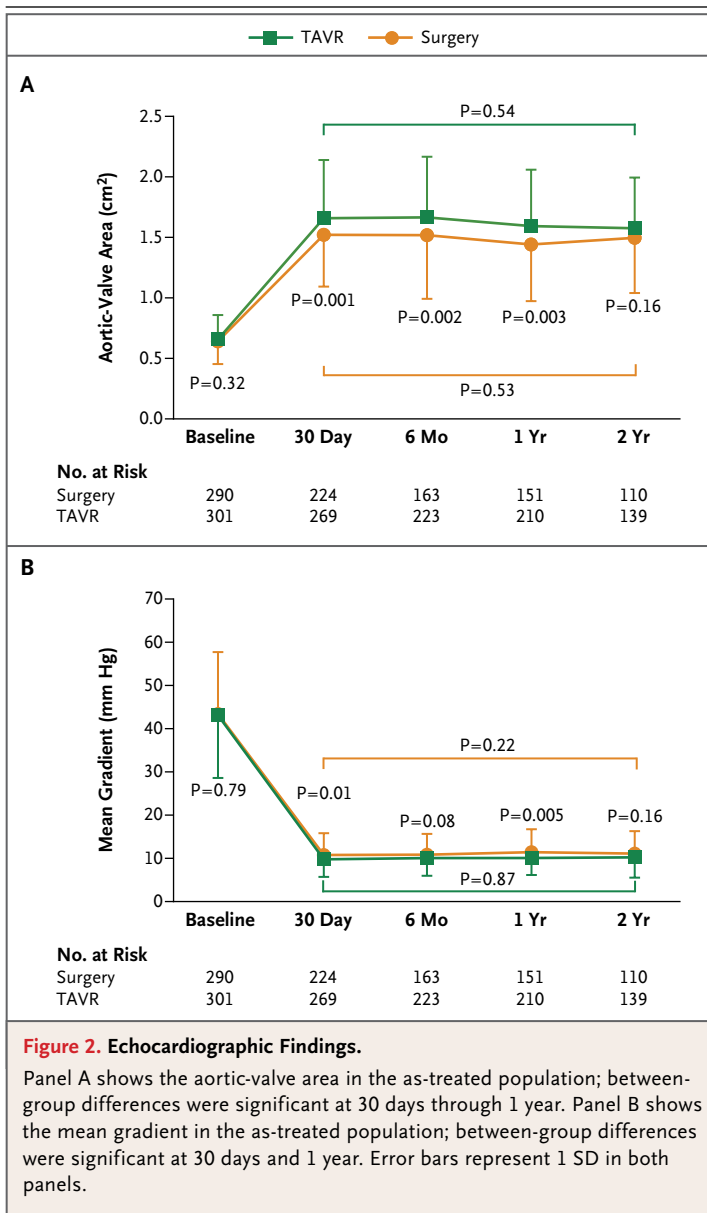 TAVR Surgery
A
Aortic-Valve Area (cm²)
2.5
2.0
1.5
1.0
0.5
0.0
P=0.54
P=0.32
P=0.001
P=0.002
P=0.003
P=0.16
P=0.53
Baseline 30 Day 6 Mo 1 Yr 2 Yr
No. at Risk
Surgery 290 224 163 151 110
TAVR 301 269 223 210 139
B
Mean Gradient (mm Hg)
70
60
50
40
30
20
10
0
P=0.22
P=0.79
P=0.01
P=0.08
P=0.005
P=0.16
P=0.87
Baseline 30 Day 6 Mo 1 Yr 2 Yr
No. at Risk
Surgery 290 224 163 151 110
TAVR 301 269 223 210 139
Figure 2. Echocardiographic Findings.
Panel A shows the aortic-valve area in the as-treated population; between-
group differences were significant at 30 days through 1 year. Panel B shows
the mean gradient in the as-treated population; between-group differences
were significant at 30 days and 1 year. Error bars represent 1 SD in both
panels.